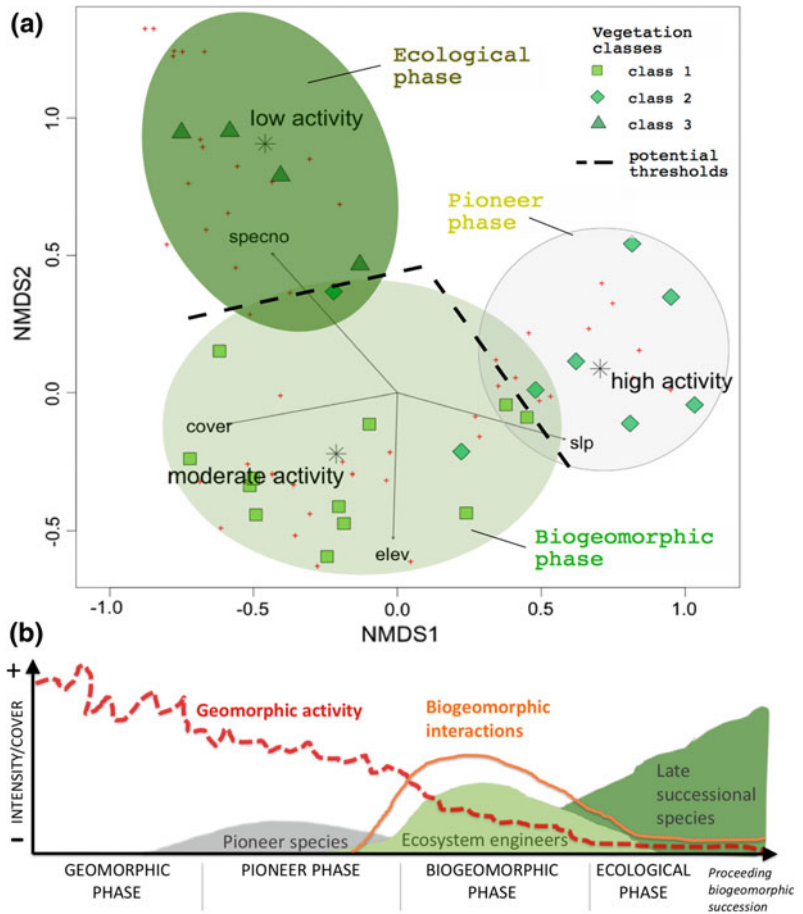 (a)
Ecological
phase
Vegetation
classes
class 1
class 2
class 3
potential
thresholds
low activity
Pioneer
phase
specno
high activity
cover
slp
moderate activity
elev
Biogeomorphic
phase
NMDS2
1.0
0.5
0.0
-0.5
-1.0
-0.5
0.0
0.5
1.0
NMDS1
(b)
+
INTENSITY/COVER
-
Geomorphic activity
Biogeomorphic
interactions
Late
successional
species
Pioneer species
Ecosystem engineers
GEOMORPHIC
PHASE
PIONEER PHASE
BIOGEOMORPHIC
PHASE
ECOLOGICAL
PHASE
Proceeding
biogeomorphic
succession